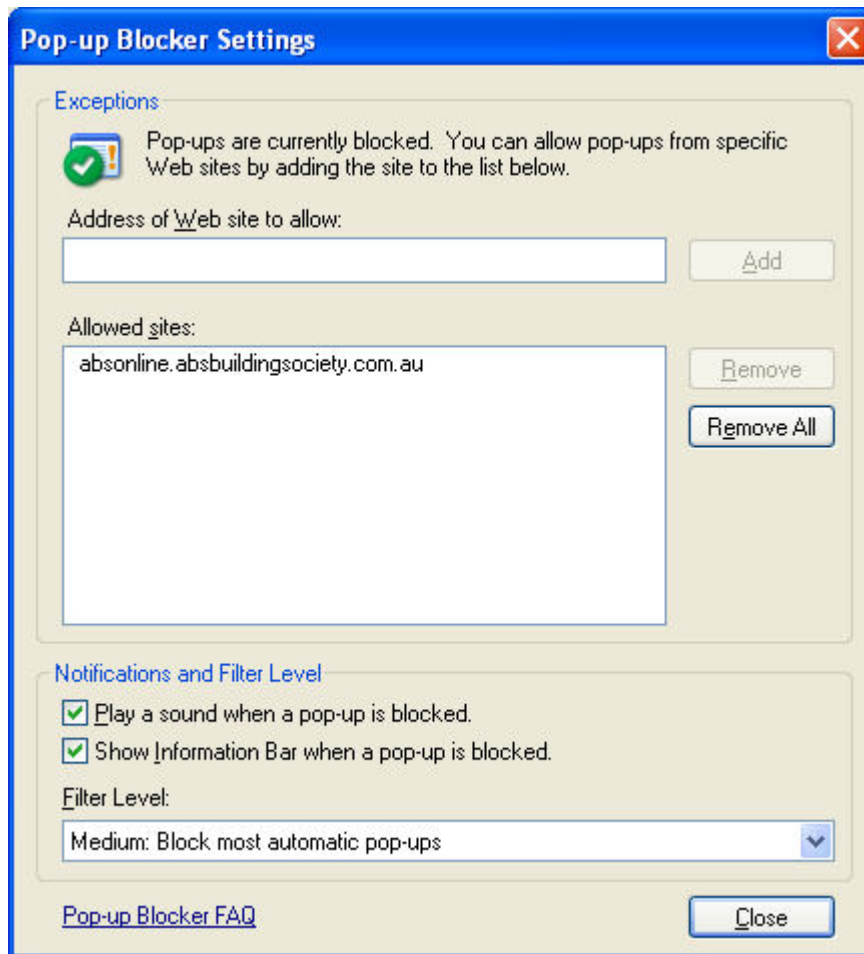 Pop-up Blocker Settings
Exceptions
Pop-ups are currently blocked. You can allow pop-ups from specific
Web sites by adding the site to the list below.
Address of Web site to allow:
Add
Allowed sites:
absonline.absbuildingsociety.com.au
Remove
Remove All
Notifications and Filter Level
Play a sound when a pop-up is blocked.
Show Information Bar when a pop-up is blocked.
Filter Level:
Medium: Block most automatic pop-ups
Pop-up Blocker FAQ
Close